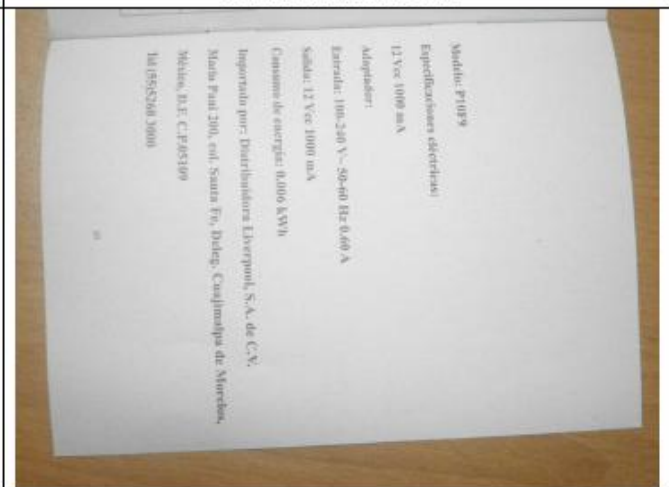 Modelo: P10F9
Especificaciones eléctricas:
12 Vcc 1000 mA
Adaptador:
Entrada: 100-240 V~ 50-60 Hz 0.60 A
Salida: 12 Vcc 1000 mA
Consumo de energía: 0.006 kWh
Importado por: Distribuidora Liverpool, S.A. de C.V.
Mario Pani 200, col. Santa Fe, Deleg. Cuajimalpa de Morelos,
México, D.F. C.P.05109
Tel (55)5268 3000